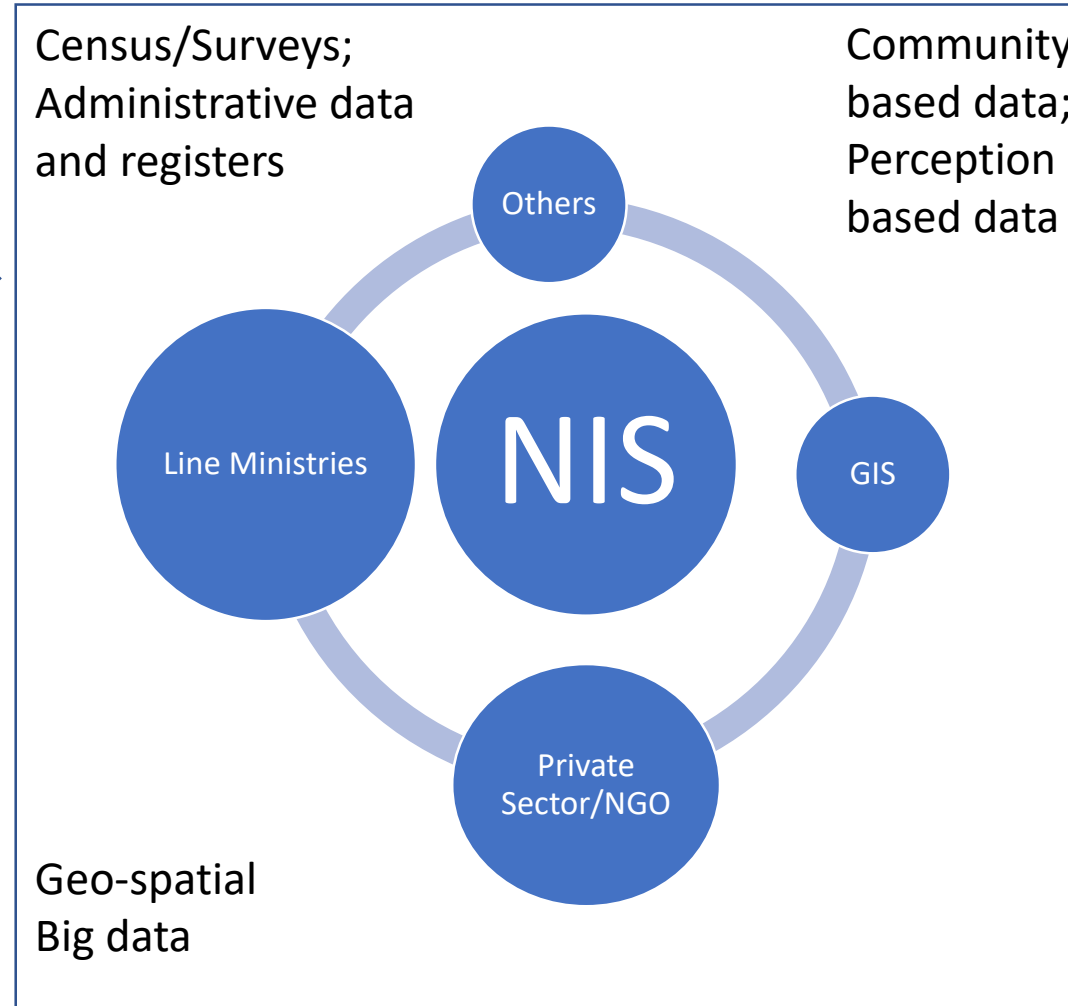 Census/Surveys;
Administrative data
and registers
Community
based data;
Perception
based data
Others
Line Ministries
NIS
GIS
Private
Sector/NGO
Geo-spatial
Big data